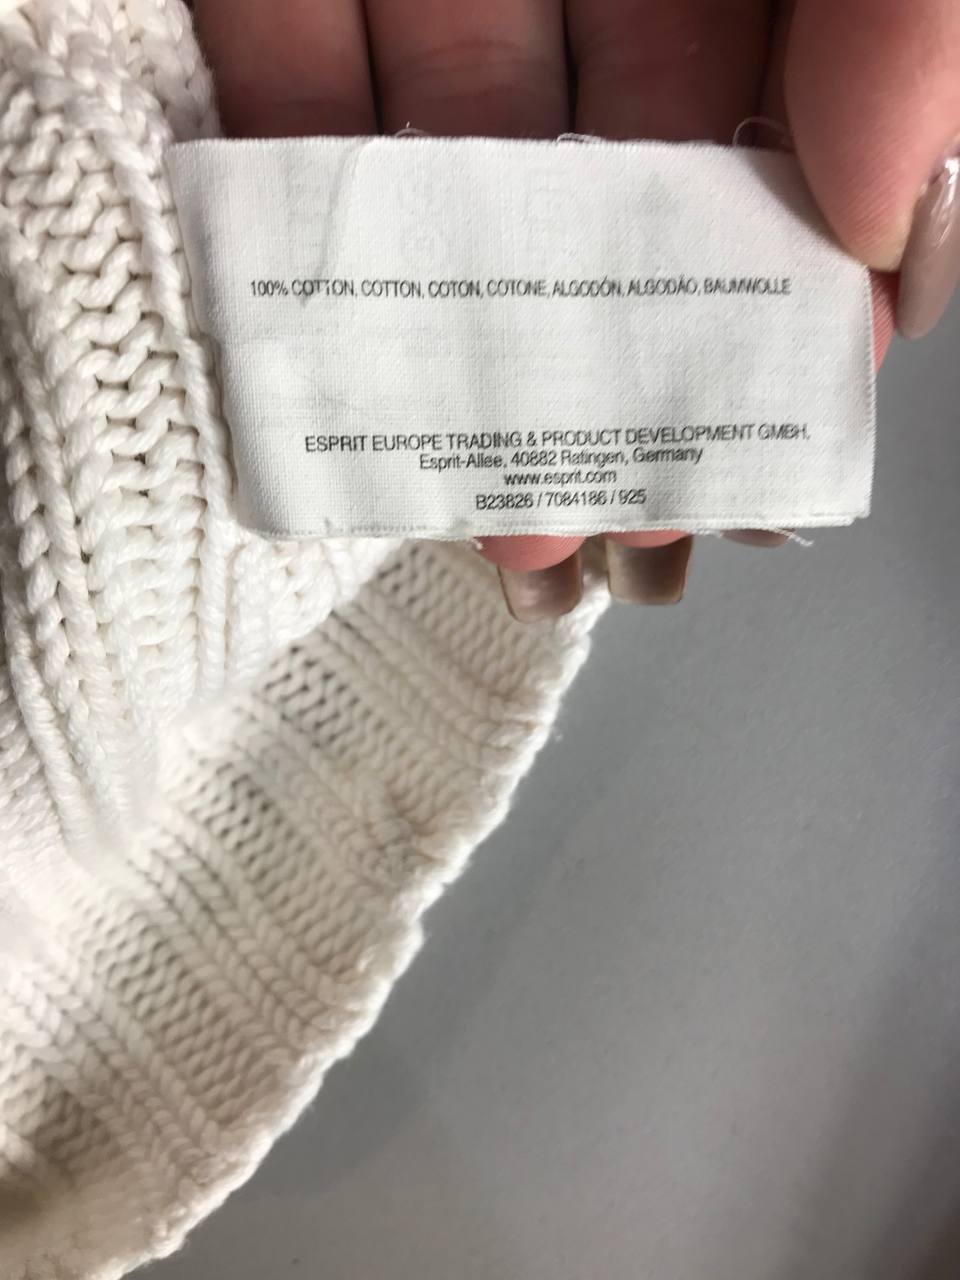 100% COTTON, COTTON, COTON, COTONE, ALGODÓN, ALGODÃO, BAUMWOLLE
ESPRIT EUROPE TRADING & PRODUCT DEVELOPMENT GMBH,
Esprit-Allee, 40882 Ratingen, Germany
www.esprit.com
B23826 / 7084186 / 925